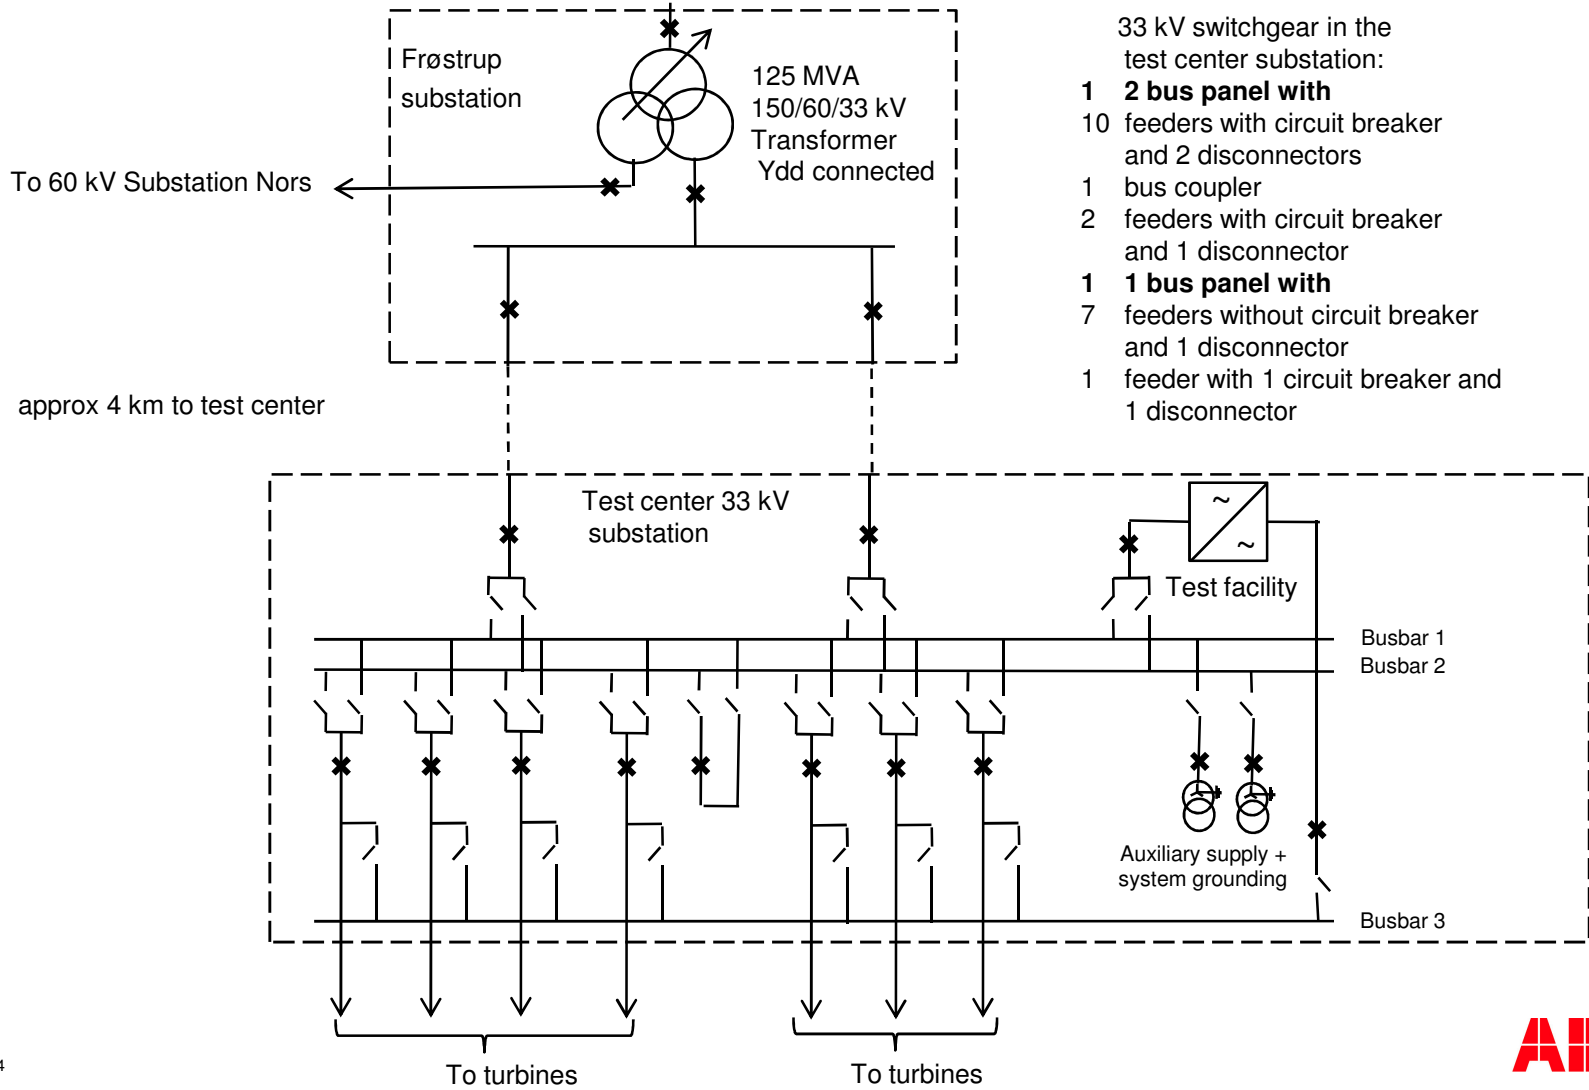 Frøstrup
substation
125 MVA
150/60/33 kV
Transformer
Ydd connected
To 60 kV Substation Nors
approx 4 km to test center
33 kV switchgear in the
test center substation:
1 2 bus panel with
10 feeders with circuit breaker
and 2 disconnectors
1 bus coupler
2 feeders with circuit breaker
and 1 disconnector
1 1 bus panel with
7 feeders without circuit breaker
and 1 disconnector
1 feeder with 1 circuit breaker and
1 disconnector
Test center 33 kV
substation
~
~
Test facility
Busbar 1
Busbar 2
Auxiliary supply +
system grounding
Busbar 3
To turbines
To turbines
4